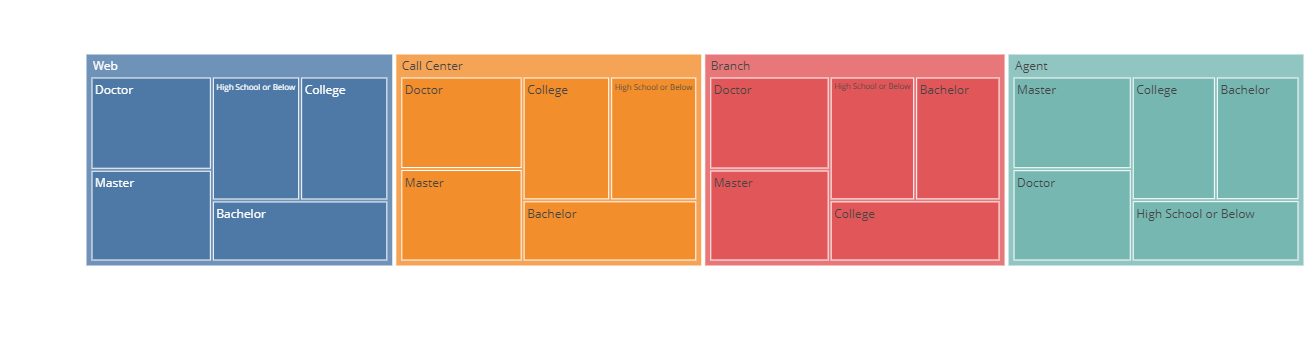 Web
Doctor
High School or Below
College
Master
Bachelor
Call Center
Doctor
College
High School or Below
Master
Bachelor
Branch
Doctor
High School or Below
Bachelor
Master
College
Agent
Master
College
Bachelor
Doctor
High School or Below